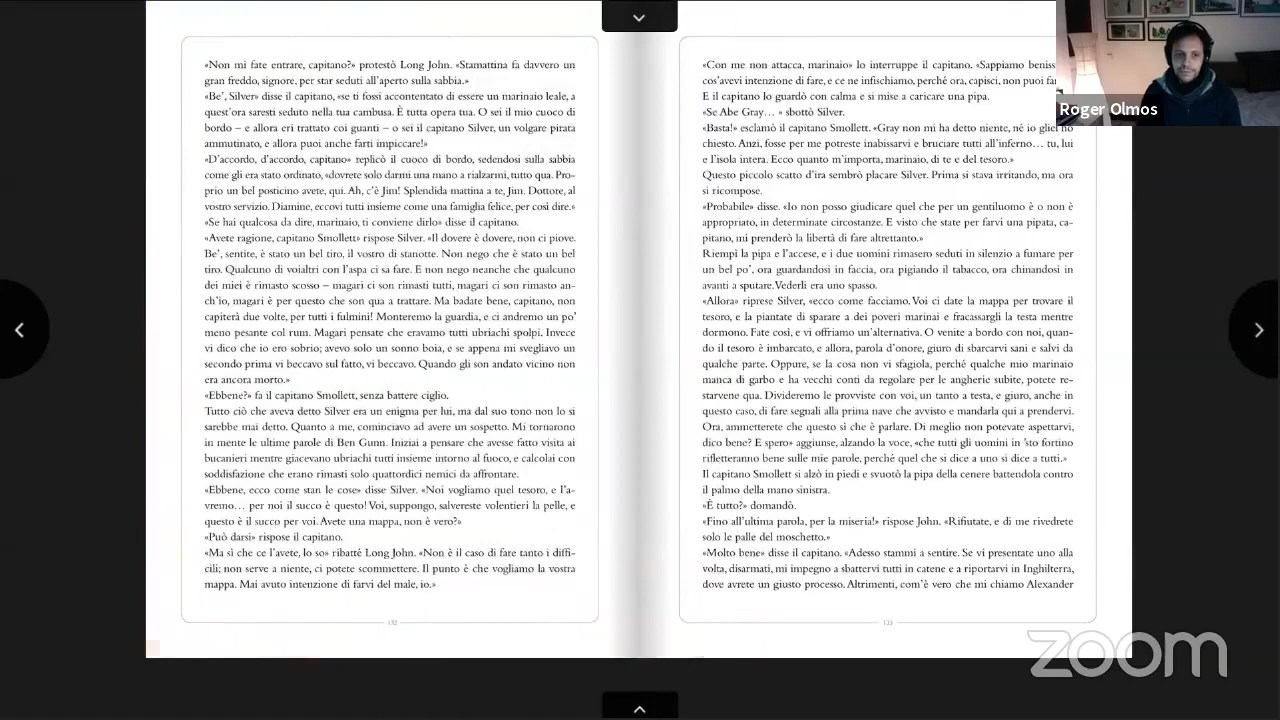 «Non mi fate entrare, capitano?» protestò Long John. «Stamattina fa davvero un
gran freddo, signore, per star seduti all'aperto sulla sabbia.»
«Be', Silver» disse il capitano, «se ti fossi accontentato di essere un marinaio leale, a
quest'ora saresti seduto nella tua cambusa. È tutta opera tua. O sei il mio cuoco di
bordo – e allora eri trattato coi guanti – o sei il capitano Silver, un volgare pirata
ammutinato, e allora puoi anche farti impiccare!»
«D'accordo, d'accordo, capitano» replicò il cuoco di bordo, sedendosi sulla sabbia
come gli era stato ordinato, «dovrete solo darmi una mano a rialzarmi, tutto qua. Pro-
prio un bel posticino avete, qui. Ah, c'è Jim! Splendida mattina a te, Jim. Dottore, al
vostro servizio. Diamine, eccovi tutti insieme come una famiglia felice, per così dire.»
«Se hai qualcosa da dire, marinaio, ti conviene dirlo» disse il capitano.
«Avete ragione, capitano Smollett» rispose Silver. «Il dovere è dovere, non ci piove.
Be', sentite, è stato un bel tiro, il vostro di stanotte. Non nego che è stato un bel
tiro. Qualcuno di voialtri con l'aspa ci sa fare. E non nego neanche che qualcuno
dei miei è rimasto scosso – magari ci son rimasti tutti, magari ci son rimasto an-
ch'io, magari è per questo che son qua a trattare. Ma badate bene, capitano, non
capiterà due volte, per tutti i fulmini! Monteremo la guardia, e ci andremo un po'
meno pesante col rum. Magari pensate che eravamo tutti ubriachi spolpi. Invece
vi dico che io ero sobrio; avevo solo un sonno boia, e se appena mi svegliavo un
secondo prima vi beccavo sul fatto, vi beccavo. Quando gli son andato vicino non
era ancora morto.»
«Ebbene?» fa il capitano Smollett, senza battere ciglio.
Tutto ciò che aveva detto Silver era un enigma per lui, ma dal suo tono non lo si
sarebbe mai detto. Quanto a me, cominciavo ad avere un sospetto. Mi tornarono
in mente le ultime parole di Ben Gunn. Iniziai a pensare che avesse fatto visita ai
bucanieri mentre giacevano ubriachi tutti insieme intorno al fuoco, e calcolai con
soddisfazione che erano rimasti solo quattordici nemici da affrontare.
«Ebbene, ecco come stan le cose» disse Silver. «Noi vogliamo quel tesoro, e l'a-
vremo… per noi il succo è questo! Voi, suppongo, salvereste volentieri la pelle, e
questo è il succo per voi. Avete una mappa, non è vero?»
«Può darsi» rispose il capitano.
«Ma sì che ce l'avete, lo so» ribatté Long John. «Non è il caso di fare tanto i diffi-
cili; non serve a niente, ci potete scommettere. Il punto è che vogliamo la vostra
mappa. Mai avuto intenzione di farvi del male, io.»
132
«Con me non attacca, marinaio» lo interruppe il capitano. «Sappiamo
cos'avevi intenzione di fare, e ce ne infischiamo, perché ora, capisci, non puoi
E il capitano lo guardò con calma e si mise a caricare una pipa.
«Se Abe Gray… » sbottò Silver.
«Basta!» esclamò il capitano Smollett. «Gray non mi ha detto niente, né io gliel'ho
chiesto. Anzi, fosse per me potreste inabissarvi e bruciare tutti all'inferno… tu, lui
e l'isola intera. Ecco quanto m'importa, marinaio, di te e del tesoro.»
Questo piccolo scatto d'ira sembrò placare Silver. Prima si stava irritando, ma ora
si ricompose.
«Probabile» disse. «Io non posso giudicare quel che per un gentiluomo è o non è
appropriato, in determinate circostanze. E visto che state per farvi una pipata, ca-
pitano, mi prenderò la libertà di fare altrettanto.»
Riempì la pipa e l'accese, e i due uomini rimasero seduti in silenzio a fumare per
un bel po', ora guardandosi in faccia, ora pigiando il tabacco, ora chinandosi in
avanti a sputare. Vederli era uno spasso.
«Allora» riprese Silver, «ecco come facciamo. Voi ci date la mappa per trovare il
tesoro, e la piantate di sparare a dei poveri marinai e fracassargli la testa mentre
dormono. Fate così, e vi offriamo un'alternativa. O venite a bordo con noi, quan-
do il tesoro è imbarcato, e allora, parola d'onore, giuro di sbarcarvi sani e salvi da
qualche parte. Oppure, se la cosa non vi sfagiola, perché qualche mio marinaio
manca di garbo e ha vecchi conti da regolare per le angherie subite, potete re-
starvene qua. Divideremo le provviste con voi, un tanto a testa, e giuro, anche in
questo caso, di fare segnali alla prima nave che avvisto e mandarla qui a prendervi.
Ora, ammetterete che questo sì che è parlare. Di meglio non potevate aspettarvi,
dico bene? E spero» aggiunse, alzando la voce, «che tutti gli uomini in 'sto fortino
rifletteranno bene sulle mie parole, perché quel che si dice a uno si dice a tutti.»
Il capitano Smollett si alzò in piedi e svuotò la pipa della cenere battendola contro
il palmo della mano sinistra.
«È tutto?» domandò.
«Fino all'ultima parola, per la miseria!» rispose John. «Rifiutate, e di me rivedrete
solo le palle del moschetto.»
«Molto bene» disse il capitano. «Adesso stammi a sentire. Se vi presentate uno alla
volta, disarmati, mi impegno a sbattervi tutti in catene e a riportarvi in Inghilterra,
dove avrete un giusto processo. Altrimenti, com'è vero che mi chiamo Alexander
133
Roger Olmos
zoom